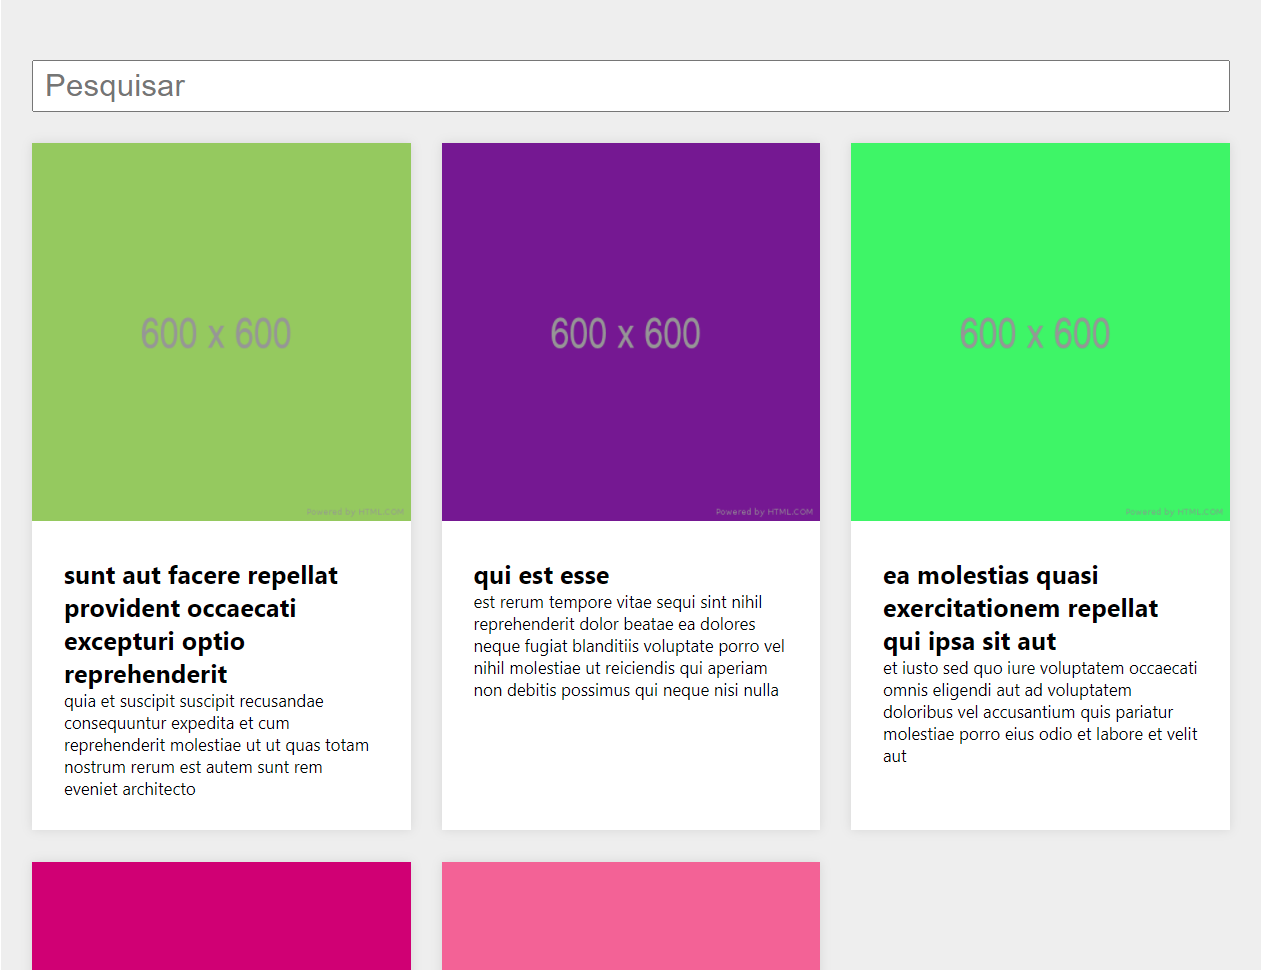 Pesquisar
600 x 600
Powered by HTML.COM
600 x 600
Powered by HTML.COM
600 x 600
Powered by HTML.COM
sunt aut facere repellat
provident occaecati
excepturi optio
reprehenderit
quia et suscipit suscipit recusandae
consequuntur expedita et cum
reprehenderit molestiae ut ut quas totam
nostrum rerum est autem sunt rem
eveniet architecto
qui est esse
est rerum tempore vitae sequi sint nihil
reprehenderit dolor beatae ea dolores
neque fugiat blanditiis voluptate porro vel
nihil molestiae ut reiciendis qui aperiam
non debitis possimus qui neque nisi nulla
ea molestias quasi
exercitationem repellat
qui ipsa sit aut
et iusto sed quo iure voluptatem occaecati
omnis eligendi aut ad voluptatem
doloribus vel accusantium quis pariatur
molestiae porro eius odio et labore et velit
aut